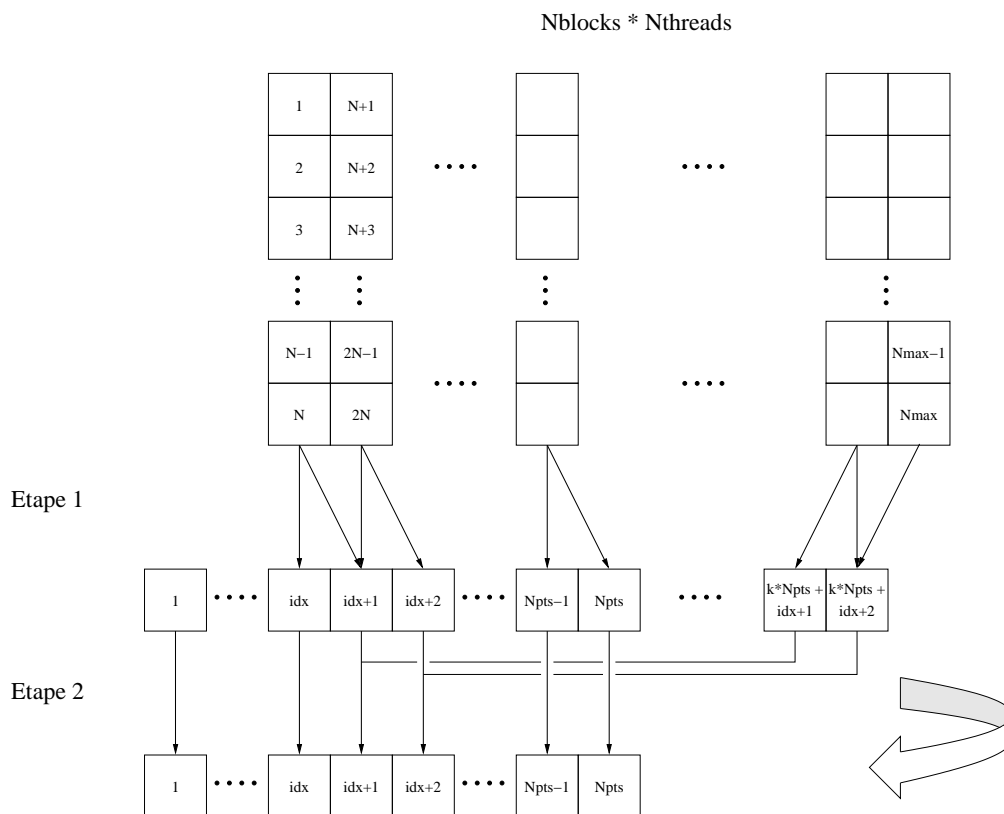 Nblocks * Nthreads
1 N+1
2 N+2
3 N+3
N−1 2N−1 Nmax−1
N 2N Nmax
Etape 1
1 idx idx+1 idx+2 Npts−1 Npts k*Npts + idx+1 k*Npts + idx+2
Etape 2
1 idx idx+1 idx+2 Npts−1 Npts